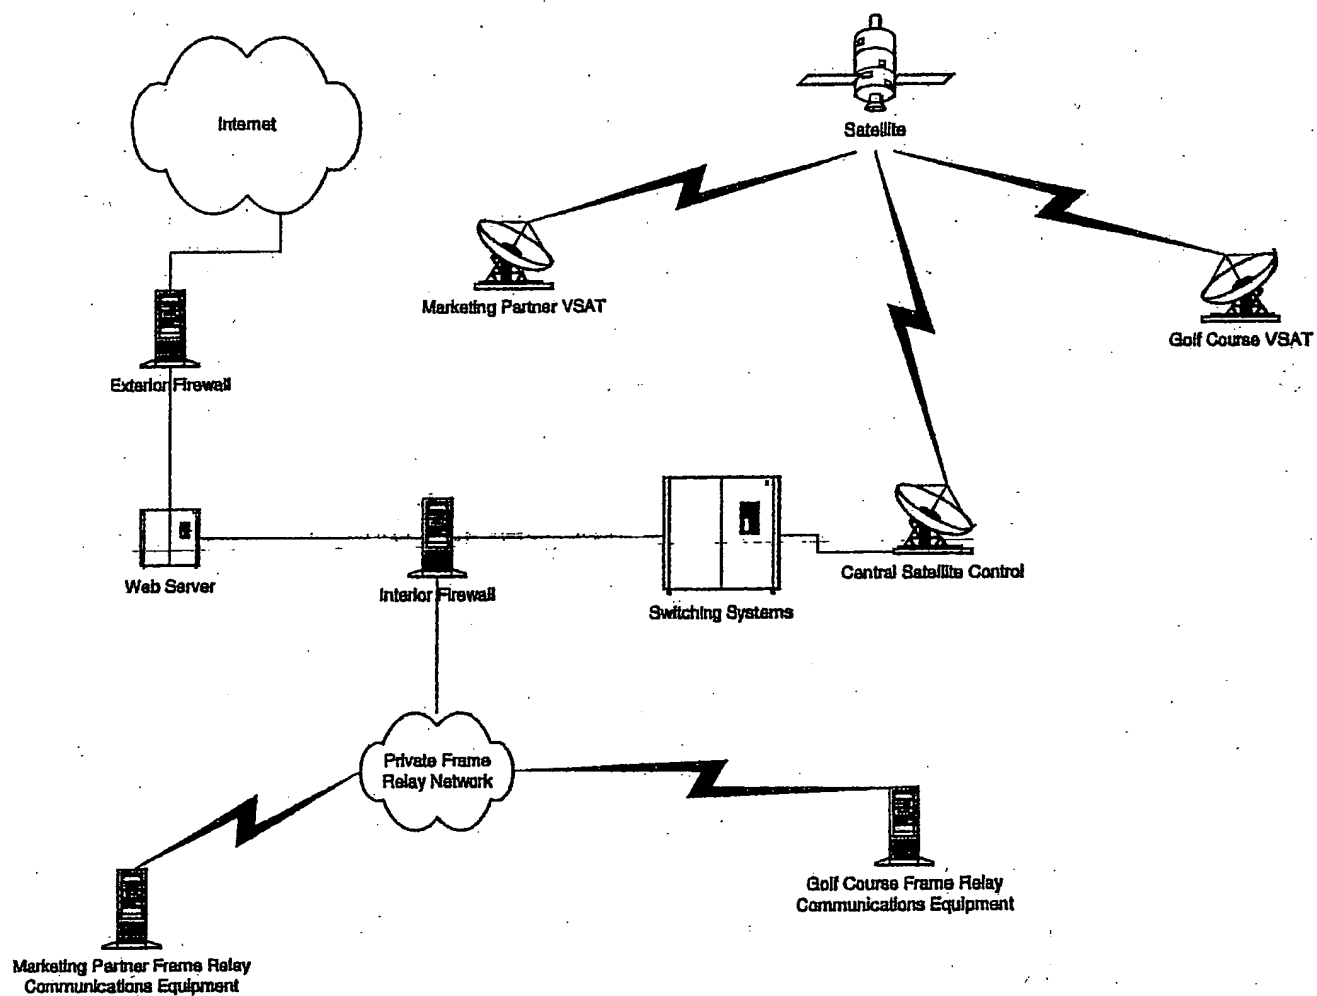 Internet
Satellite
Marketing Partner VSAT
Golf Course VSAT
Exterior Firewall
Web Server
Interior Firewall
Switching Systems
Central Satellite Control
Private Frame
Relay Network
Golf Course Frame Relay
Communications Equipment
Marketing Partner Frame Relay
Communications Equipment